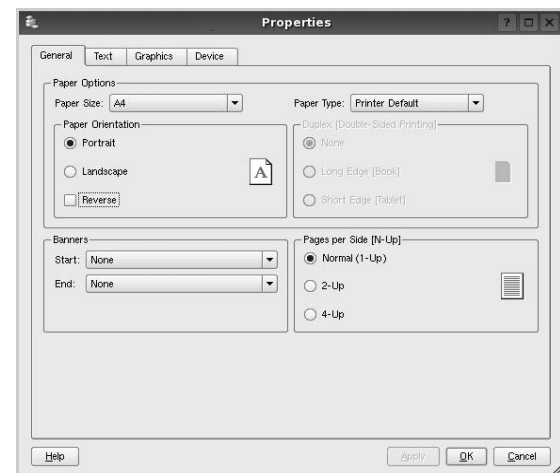 Properties
General Text Graphics Device
Paper Options
Paper Size: A4
Paper Type: Printer Default
Paper Orientation
Portrait
Landscape
Reverse
A
Duplex [Double-Sided Printing]
None
Long Edge [Book]
Short Edge [Tablet]
Banners
Start: None
End: None
Pages per Side [N-Up]
Normal (1-Up)
2-Up
4-Up
Help Apply OK Cancel